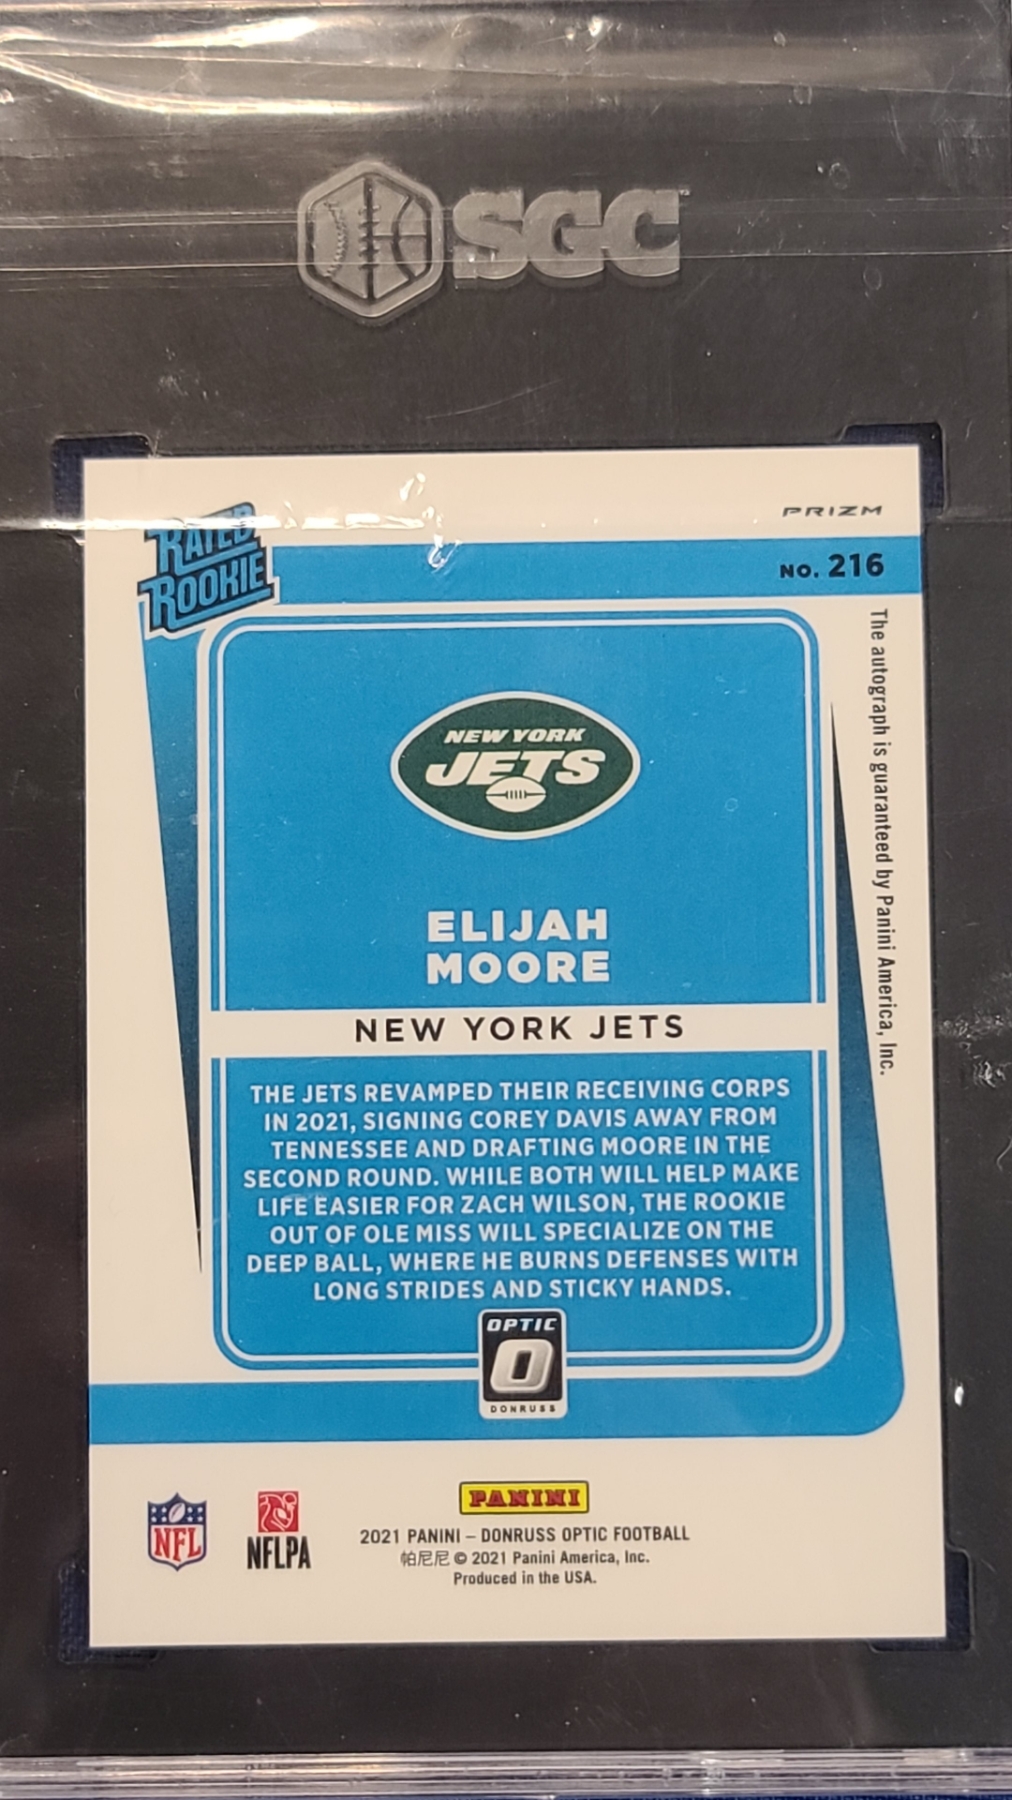 SGC
PRIZM
RATED
ROOKIE
NO. 216
The autograph is guaranteed by Panini America, Inc.
NEW YORK
JETS
ELIJAH
MOORE
NEW YORK JETS
THE JETS REVAMPED THEIR RECEIVING CORPS
IN 2021, SIGNING COREY DAVIS AWAY FROM
TENNESSEE AND DRAFTING MOORE IN THE
SECOND ROUND. WHILE BOTH WILL HELP MAKE
LIFE EASIER FOR ZACH WILSON, THE ROOKIE
OUT OF OLE MISS WILL SPECIALIZE ON THE
DEEP BALL, WHERE HE BURNS DEFENSES WITH
LONG STRIDES AND STICKY HANDS.
OPTIC
O
DONRUSS
NFL
NFLPA
PANINI
2021 PANINI – DONRUSS OPTIC FOOTBALL
帕尼尼 © 2021 Panini America, Inc.
Produced in the USA.